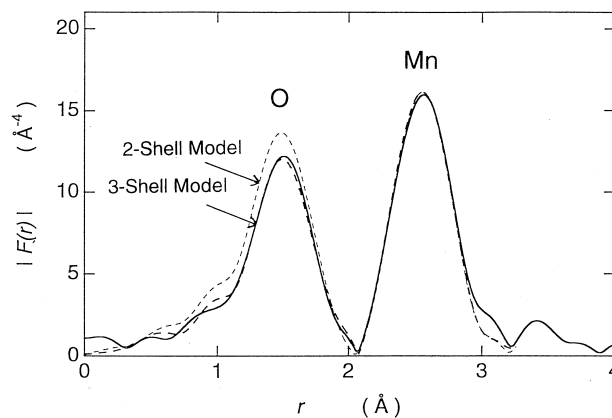 20
15
10
5
0
| F(r) | (Å-4)
O
Mn
2-Shell Model
3-Shell Model
0 1 2 3 4
r (Å)